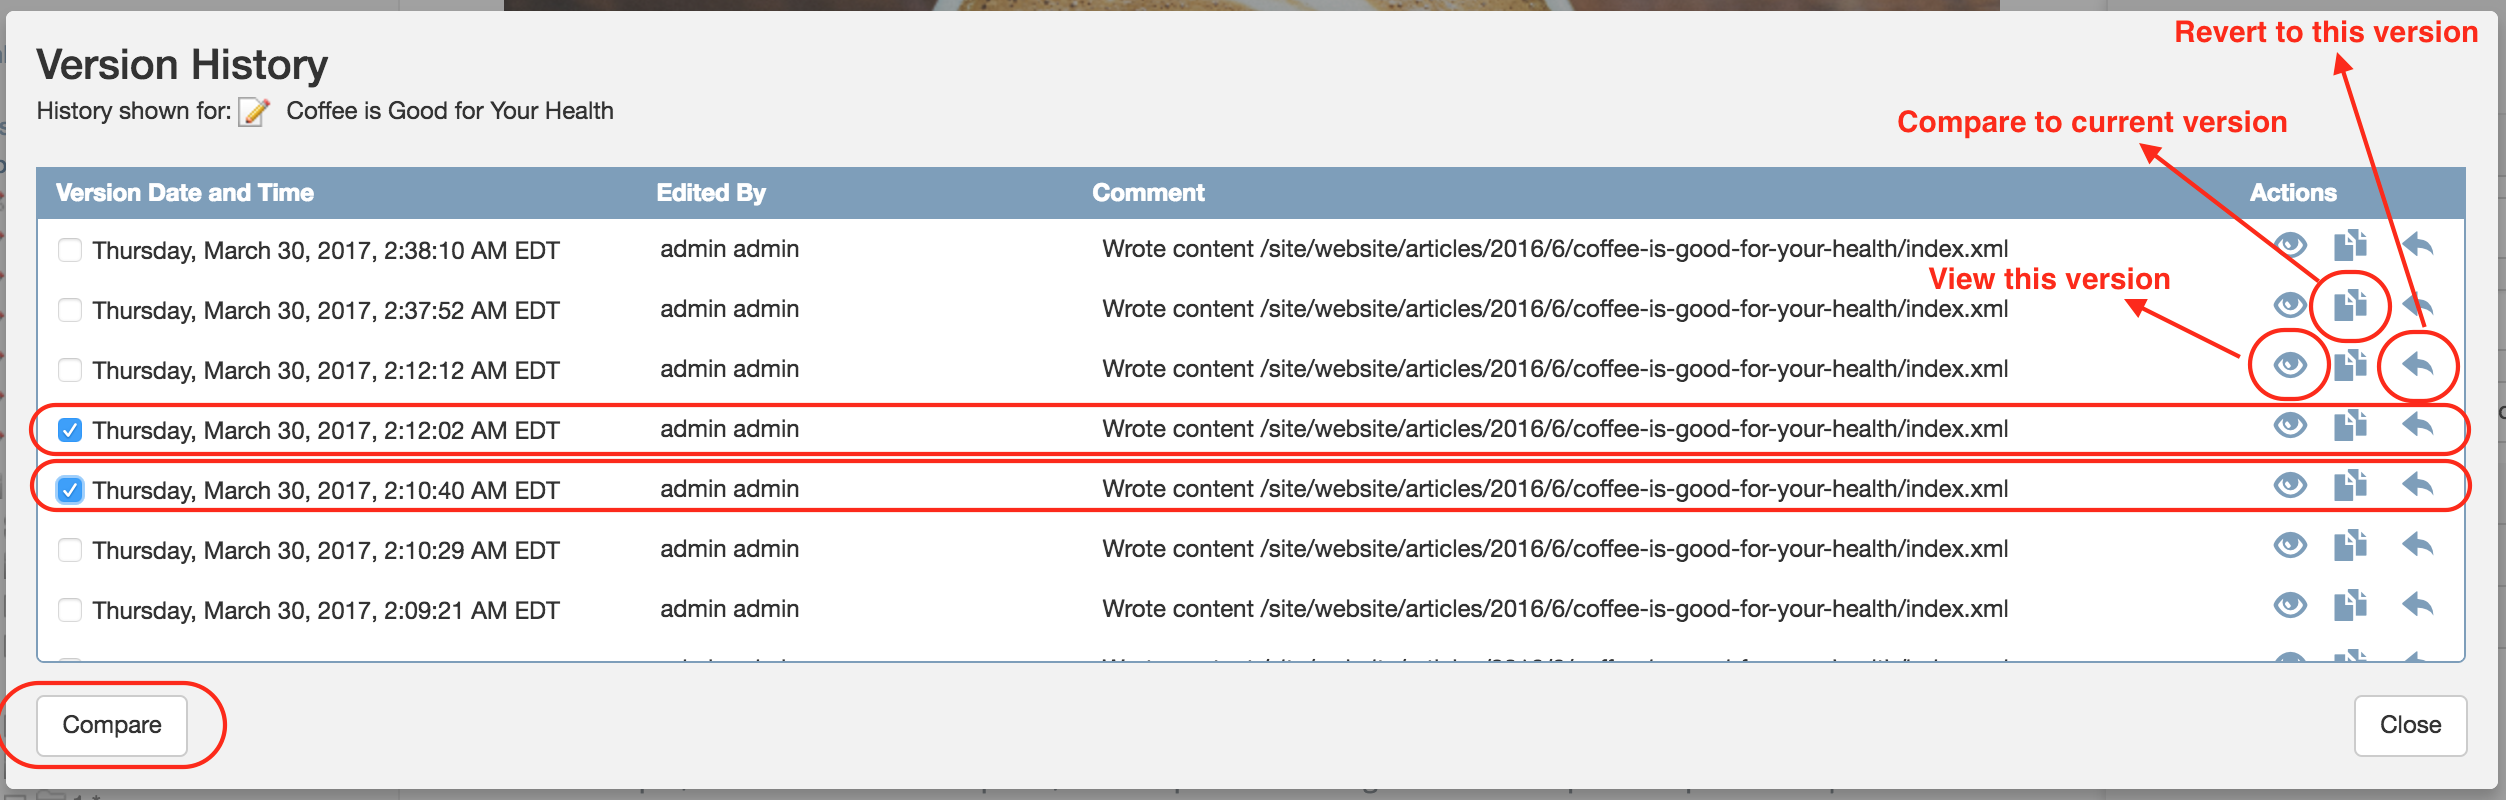 Revert to this version
Version History
History shown for: Coffee is Good for Your Health
Compare to current version
Version Date and Time Edited By Comment Actions
Thursday, March 30, 2017, 2:38:10 AM EDT admin admin Wrote content /site/website/articles/2016/6/coffee-is-good-for-your-health/index.xml
View this version
Thursday, March 30, 2017, 2:37:52 AM EDT admin admin Wrote content /site/website/articles/2016/6/coffee-is-good-for-your-health/index.xml
Thursday, March 30, 2017, 2:12:12 AM EDT admin admin Wrote content /site/website/articles/2016/6/coffee-is-good-for-your-health/index.xml
Thursday, March 30, 2017, 2:12:02 AM EDT admin admin Wrote content /site/website/articles/2016/6/coffee-is-good-for-your-health/index.xml
Thursday, March 30, 2017, 2:10:40 AM EDT admin admin Wrote content /site/website/articles/2016/6/coffee-is-good-for-your-health/index.xml
Thursday, March 30, 2017, 2:10:29 AM EDT admin admin Wrote content /site/website/articles/2016/6/coffee-is-good-for-your-health/index.xml
Thursday, March 30, 2017, 2:09:21 AM EDT admin admin Wrote content /site/website/articles/2016/6/coffee-is-good-for-your-health/index.xml
Compare Close